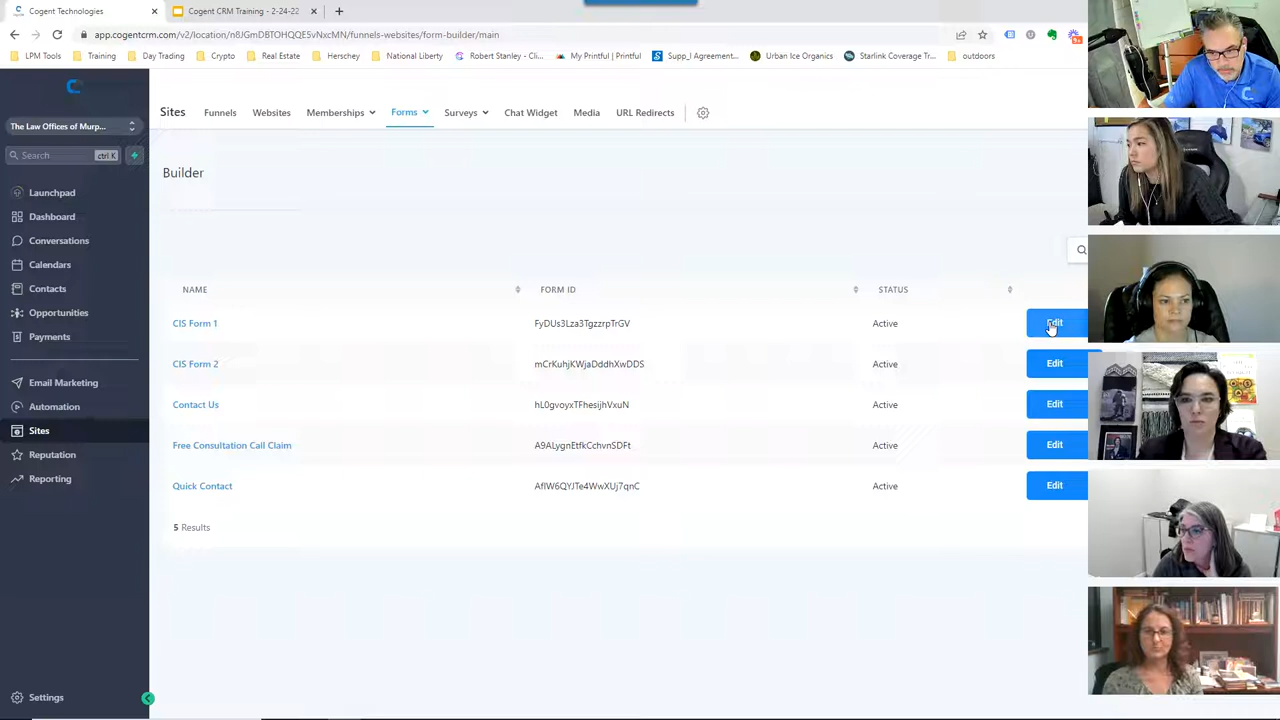 Cogent Technologies
Cogent CRM Training - 2-24-22
app.cogentcrm.com/v2/location/n8JGmDBTOHQQE5vNxcMN/funnels-websites/form-builder/main
LPM Tools
Training
Day Trading
Crypto
Real Estate
Herschey
National Liberty
Robert Stanley - Cli...
My Printful | Printful
Supp_I Agreement...
Urban Ice Organics
Starlink Coverage Tr...
outdoors
The Law Offices of Murp...
Search
ctrl K
Launchpad
Dashboard
Conversations
Calendars
Contacts
Opportunities
Payments
Email Marketing
Automation
Sites
Reputation
Reporting
Settings
Sites
Funnels
Websites
Memberships
Forms
Surveys
Chat Widget
Media
URL Redirects
Builder
NAME
FORM ID
STATUS
CIS Form 1
FyDUs3Lza3TgzzrpTrGV
Active
Edit
CIS Form 2
mCrKuhjKWjaDddhXwDDS
Active
Edit
Contact Us
hL0gvoyxTFhesijhVxuN
Active
Edit
Free Consultation Call Claim
A9ALygnEtfkCchvnSDFt
Active
Edit
Quick Contact
AfIW6QYJTe4WwXUj7qnC
Active
Edit
5 Results